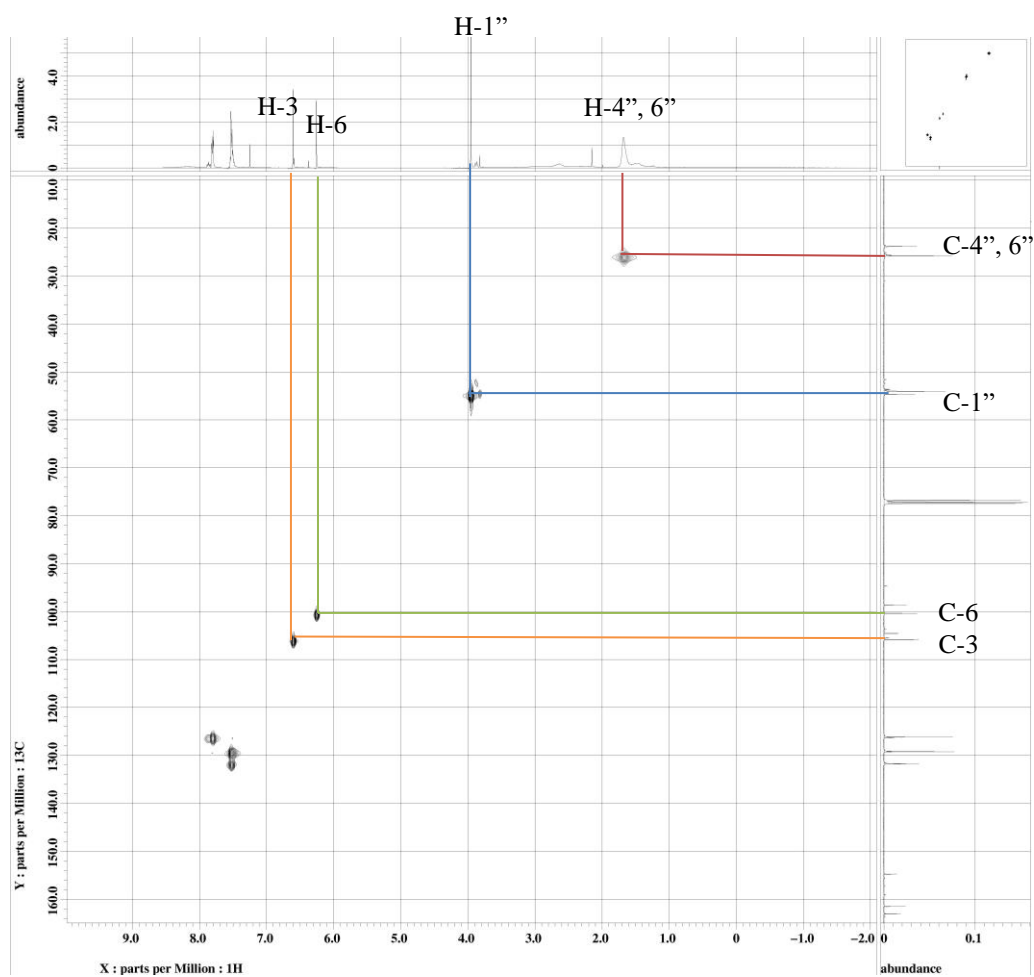 H-1”
abundance
4.0
2.0
0
H-3
H-6
H-4”, 6”
10.0
20.0
30.0
40.0
50.0
60.0
70.0
80.0
90.0
100.0
110.0
120.0
130.0
140.0
150.0
160.0
C-4”, 6”
C-1”
C-6
C-3
Y : parts per Million : 13C
9.0 8.0 7.0 6.0 5.0 4.0 3.0 2.0 1.0 0 −1.0 −2.0 0 0.1
X : parts per Million : 1H
abundance